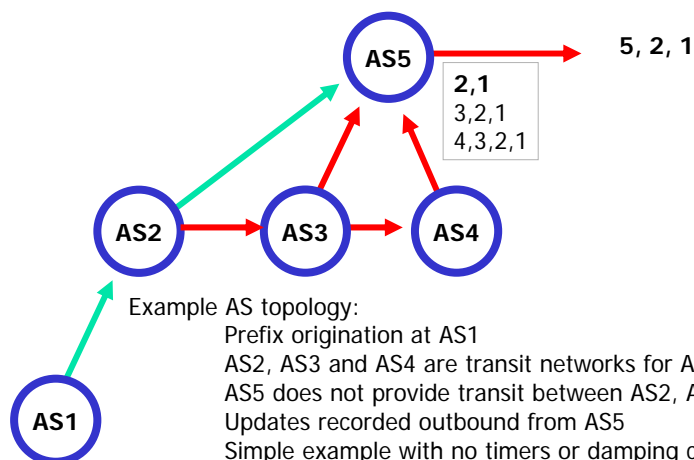 AS5
5, 2, 1
2,1
3,2,1
4,3,2,1
AS2
AS3
AS4
Example AS topology:
Prefix origination at AS1
AS2, AS3 and AS4 are transit networks for
AS5 does not provide transit between AS2,
AS1
Updates recorded outbound from AS5
Simple example with no timers or damping